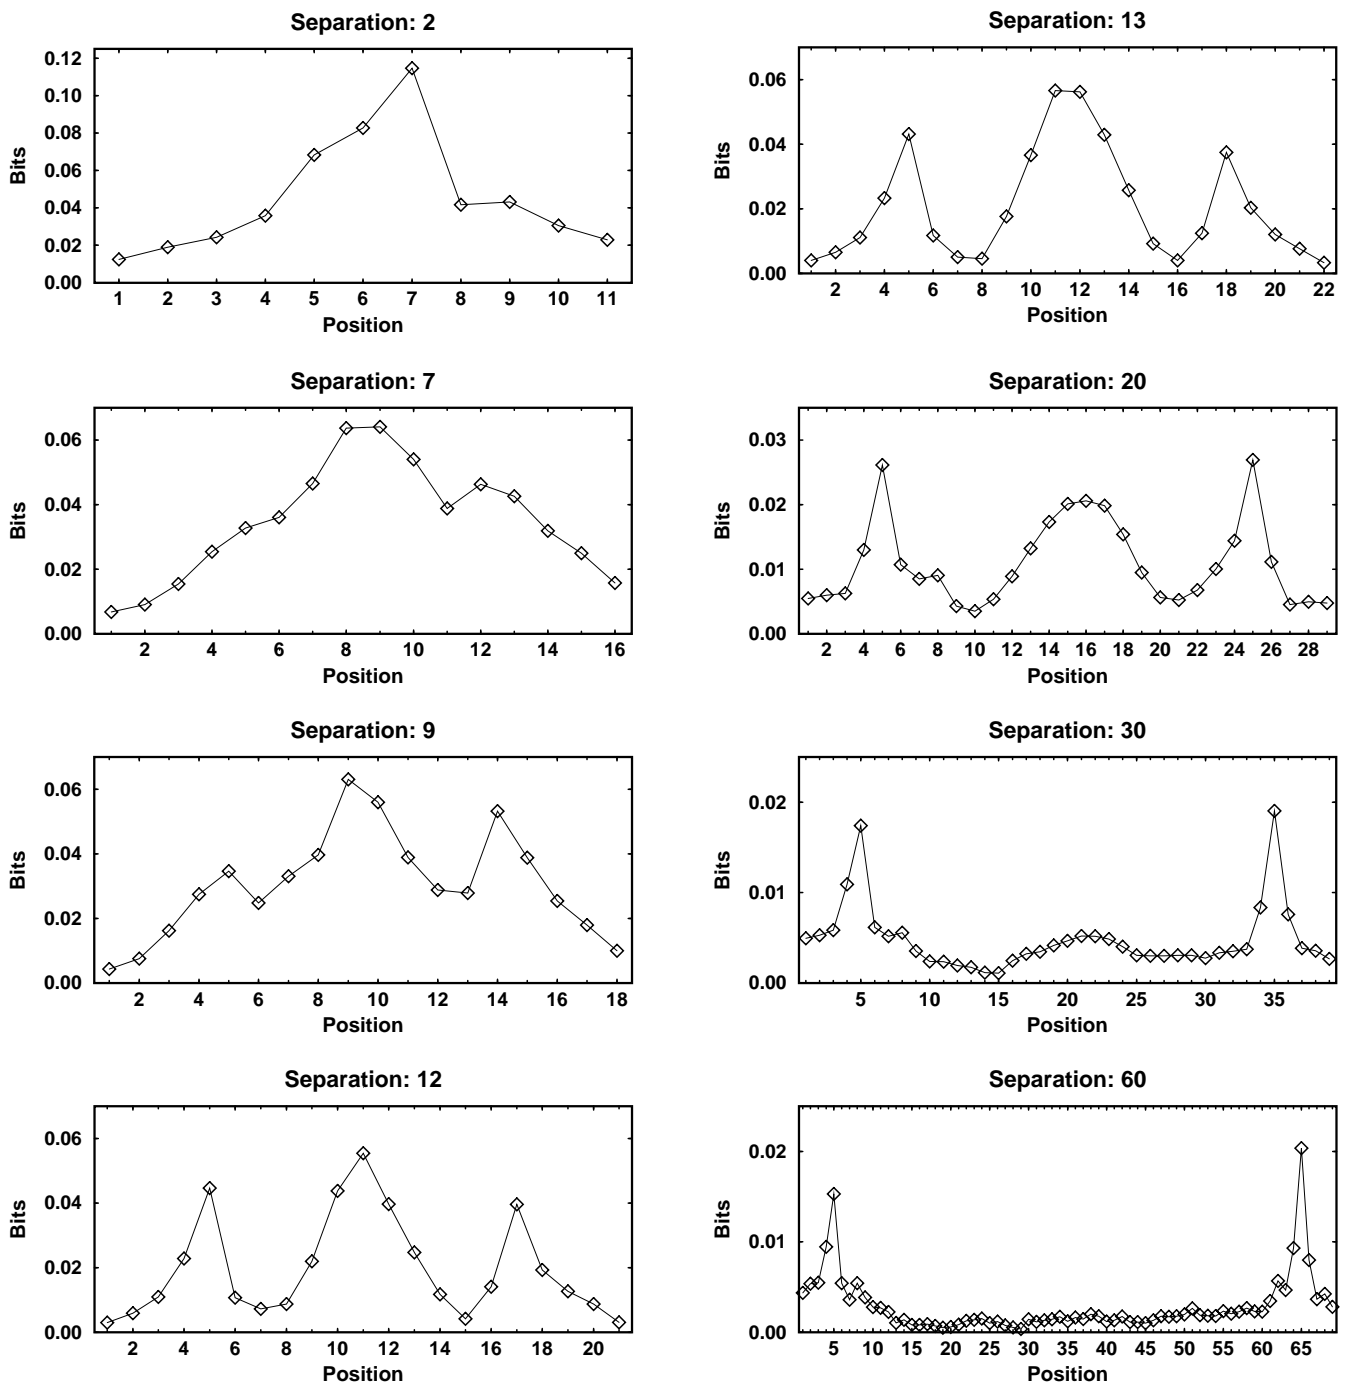 Separation: 2
0.12
0.10
0.08
0.06
0.04
0.02
0.00
Bits
1 2 3 4 5 6 7 8 9 10 11
Position
Separation: 13
0.06
0.04
0.02
0.00
Bits
2 4 6 8 10 12 14 16 18 20 22
Position
Separation: 7
0.06
0.04
0.02
0.00
Bits
2 4 6 8 10 12 14 16
Position
Separation: 20
0.03
0.02
0.01
0.00
Bits
2 4 6 8 10 12 14 16 18 20 22 24 26 28
Position
Separation: 9
0.06
0.04
0.02
0.00
Bits
2 4 6 8 10 12 14 16 18
Position
Separation: 30
0.02
0.01
0.00
Bits
5 10 15 20 25 30 35
Position
Separation: 12
0.06
0.04
0.02
0.00
Bits
2 4 6 8 10 12 14 16 18 20
Position
Separation: 60
0.02
0.01
0.00
Bits
5 10 15 20 25 30 35 40 45 50 55 60 65
Position